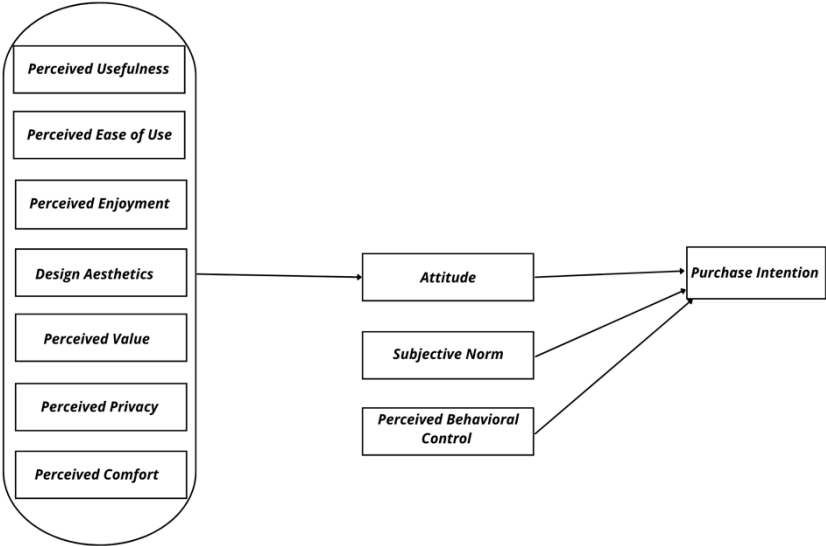 Perceived Usefulness
Perceived Ease of Use
Perceived Enjoyment
Design Aesthetics
Perceived Value
Perceived Privacy
Perceived Comfort
Attitude
Subjective Norm
Perceived Behavioral
Control
Purchase Intention